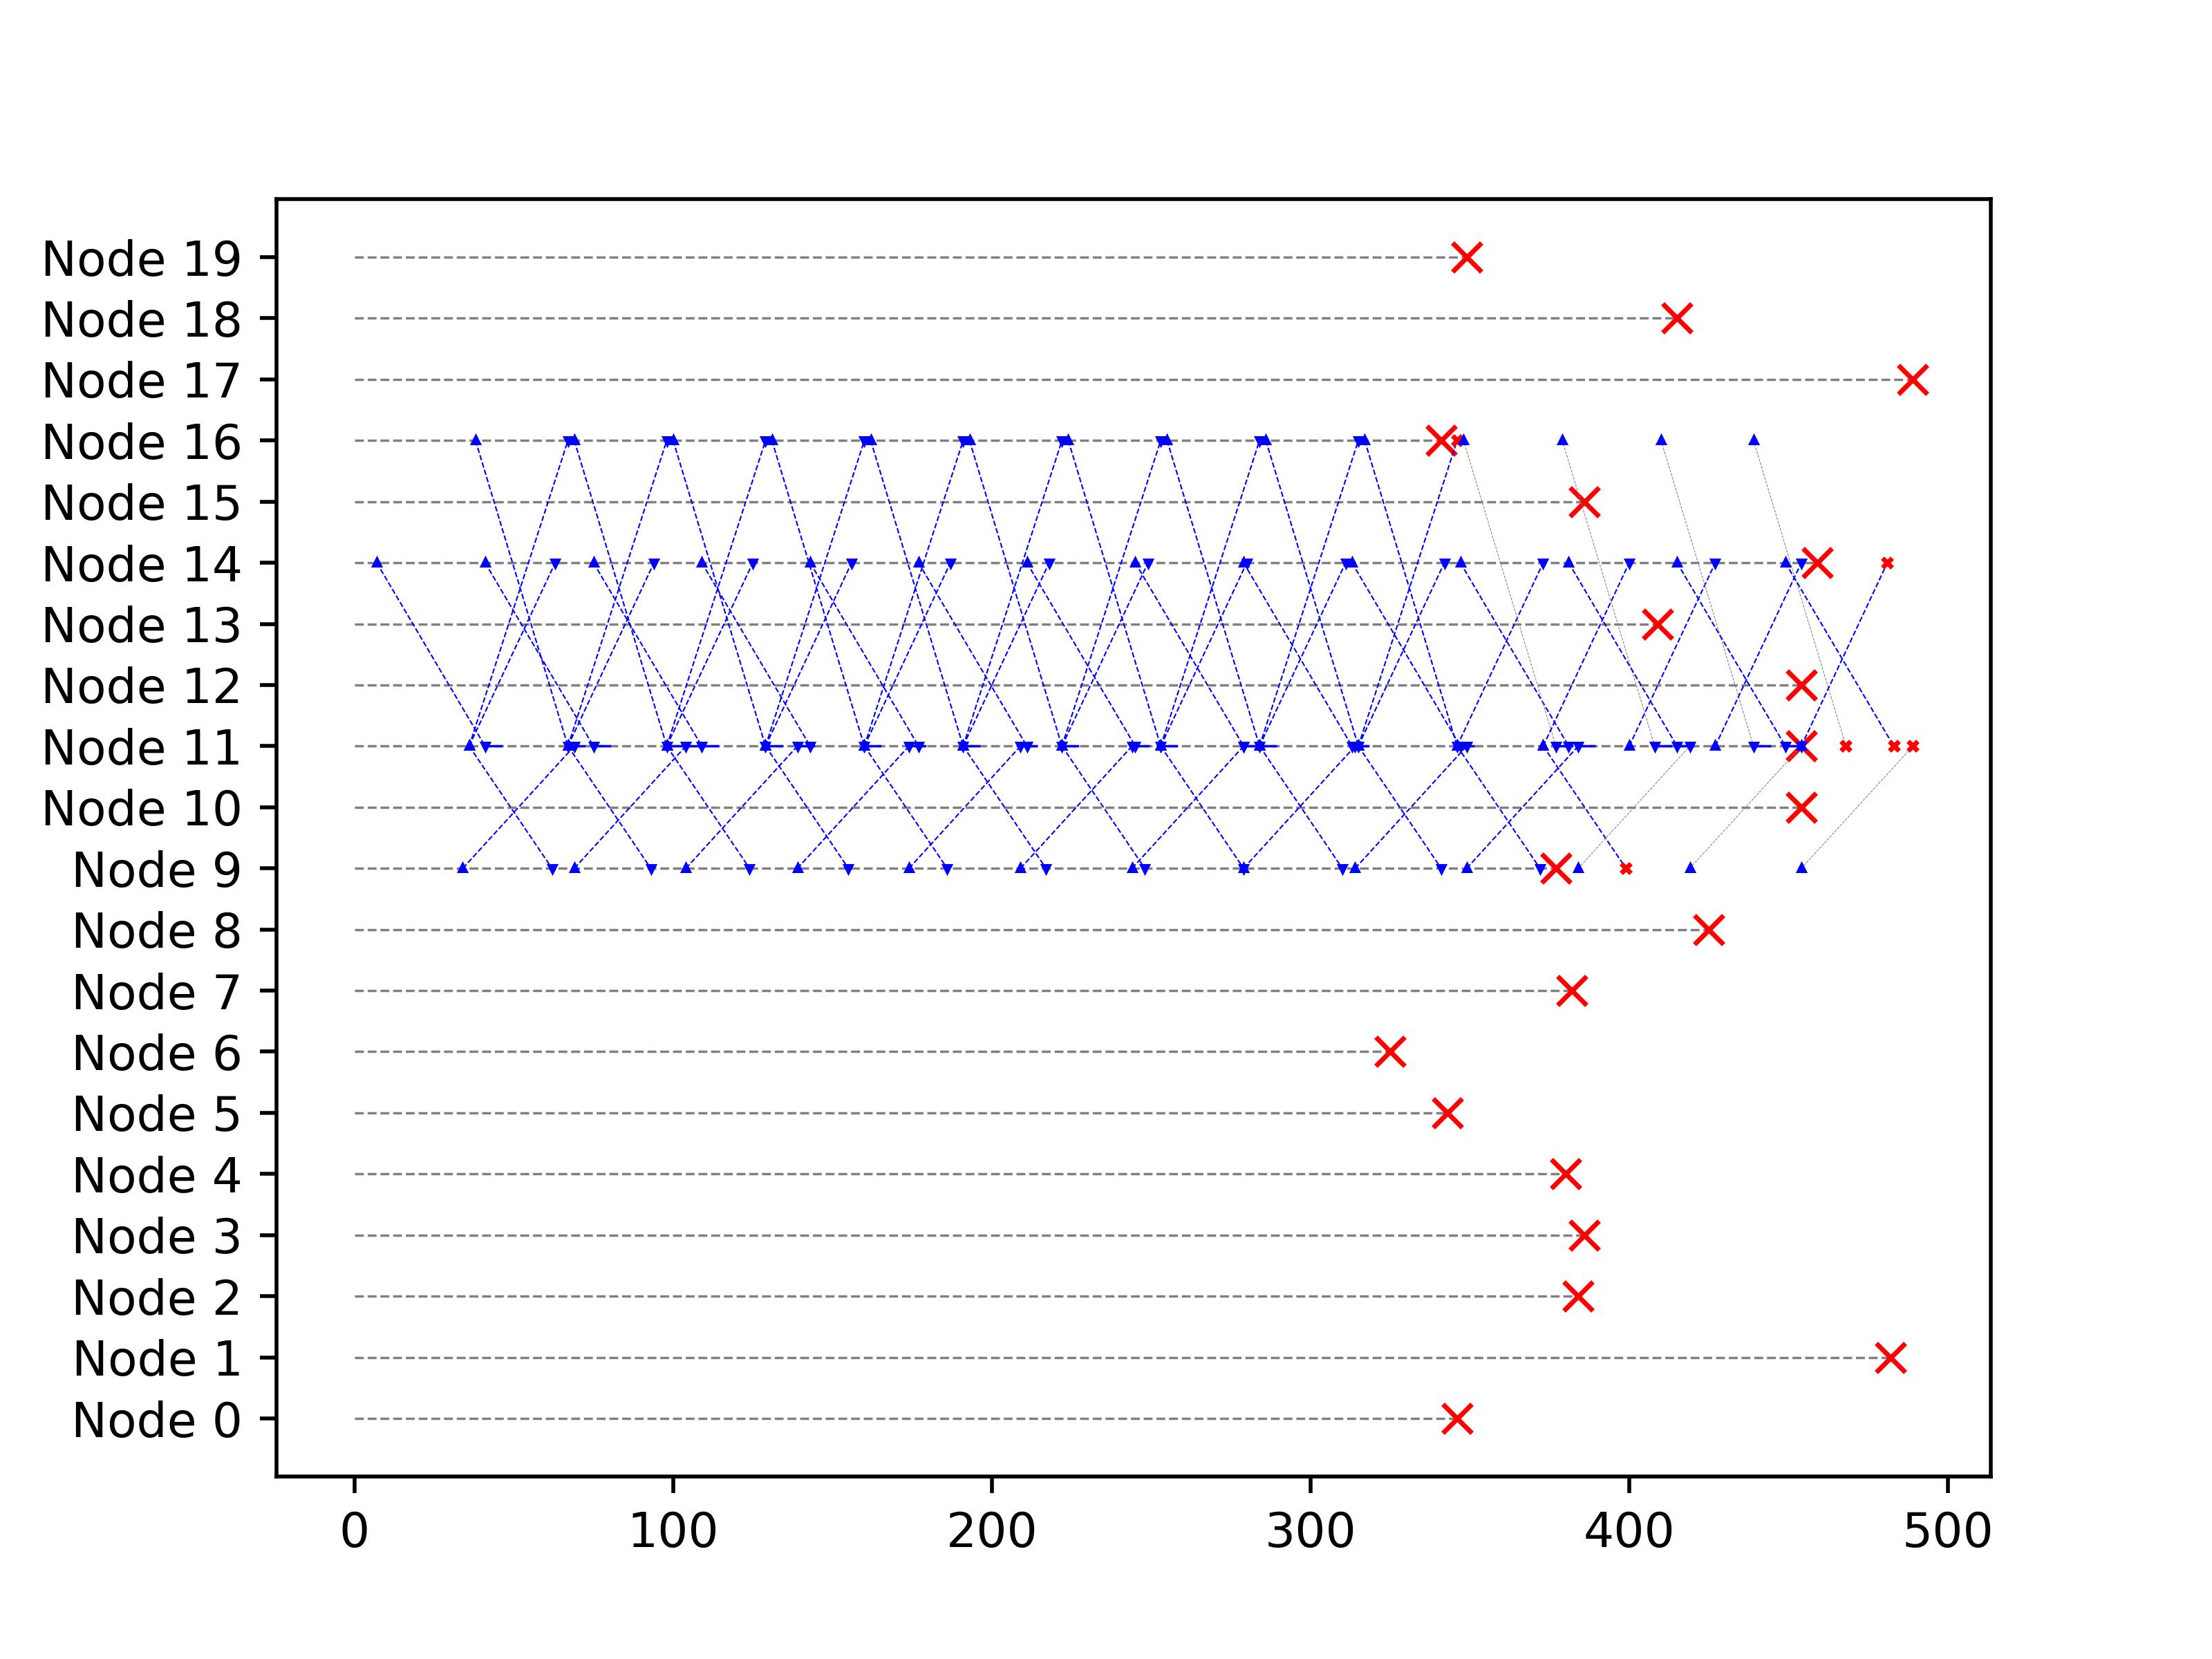 Node 19
Node 18
Node 17
Node 16
Node 15
Node 14
Node 13
Node 12
Node 11
Node 10
Node 9
Node 8
Node 7
Node 6
Node 5
Node 4
Node 3
Node 2
Node 1
Node 0
0 100 200 300 400 500